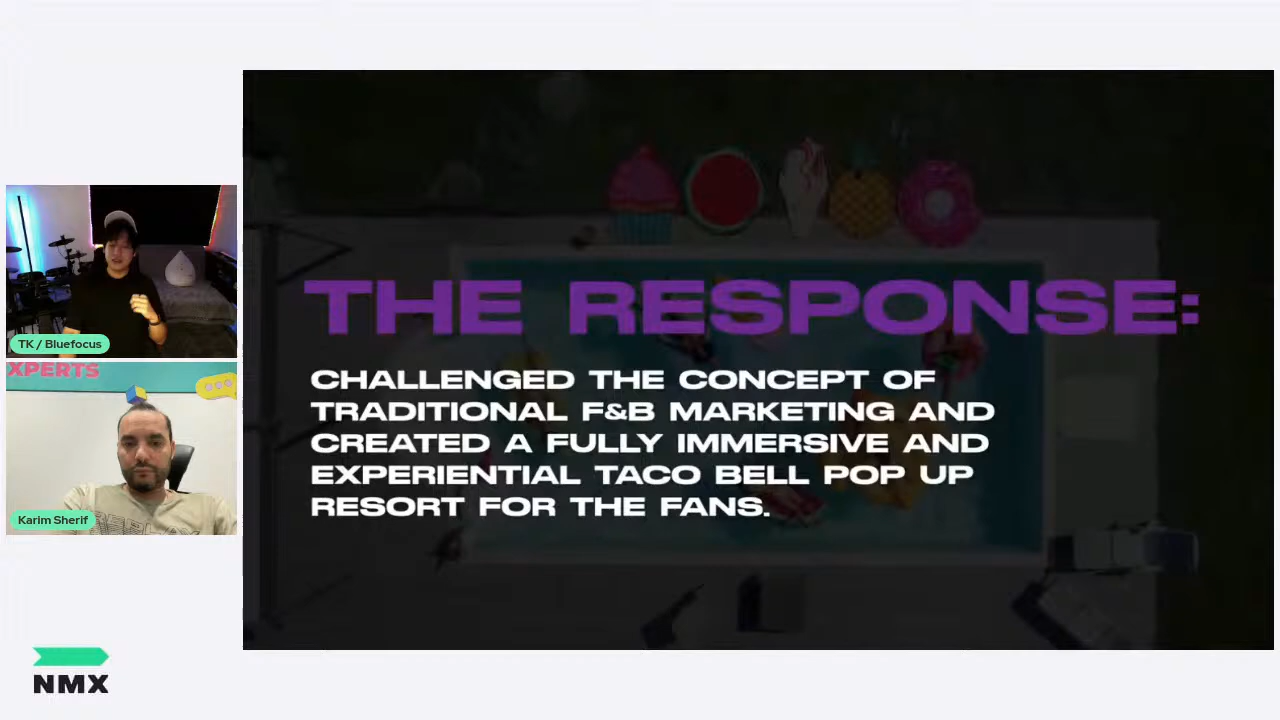 THE RESPONSE:
CHALLENGED THE CONCEPT OF
TRADITIONAL F&B MARKETING AND
CREATED A FULLY IMMERSIVE AND
EXPERIENTIAL TACO BELL POP UP
RESORT FOR THE FANS.
TK / Bluefocus
XPERTS
Karim Sherif
NMX